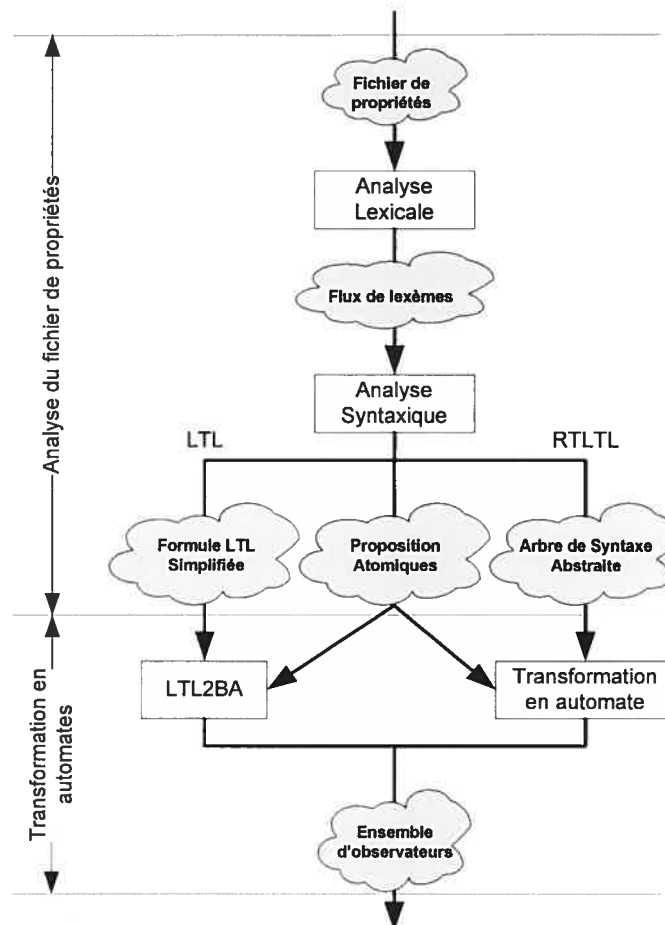 Fichier de
propriétés
Analyse
Lexicale
Flux de lexèmes
Analyse
Syntaxique
LTL
RTLTL
Formule LTL
Simplifiée
Proposition
Atomiques
Arbre de Syntaxe
Abstraite
LTL2BA
Transformation
en automate
Ensemble
d'observateurs
Analyse du fichier de propriétés
Transformation en
automates